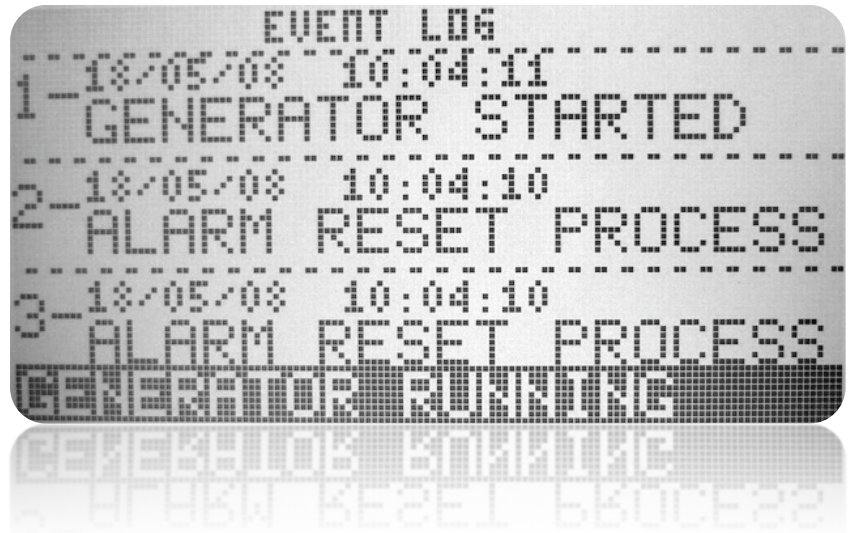 EVENT LOG
1-18/05/08 10:04:11
GENERATOR STARTED
2-18/05/08 10:04:10
ALARM RESET PROCESS
3-18/05/08 10:04:10
ALARM RESET PROCESS
GENERATOR RUNNING